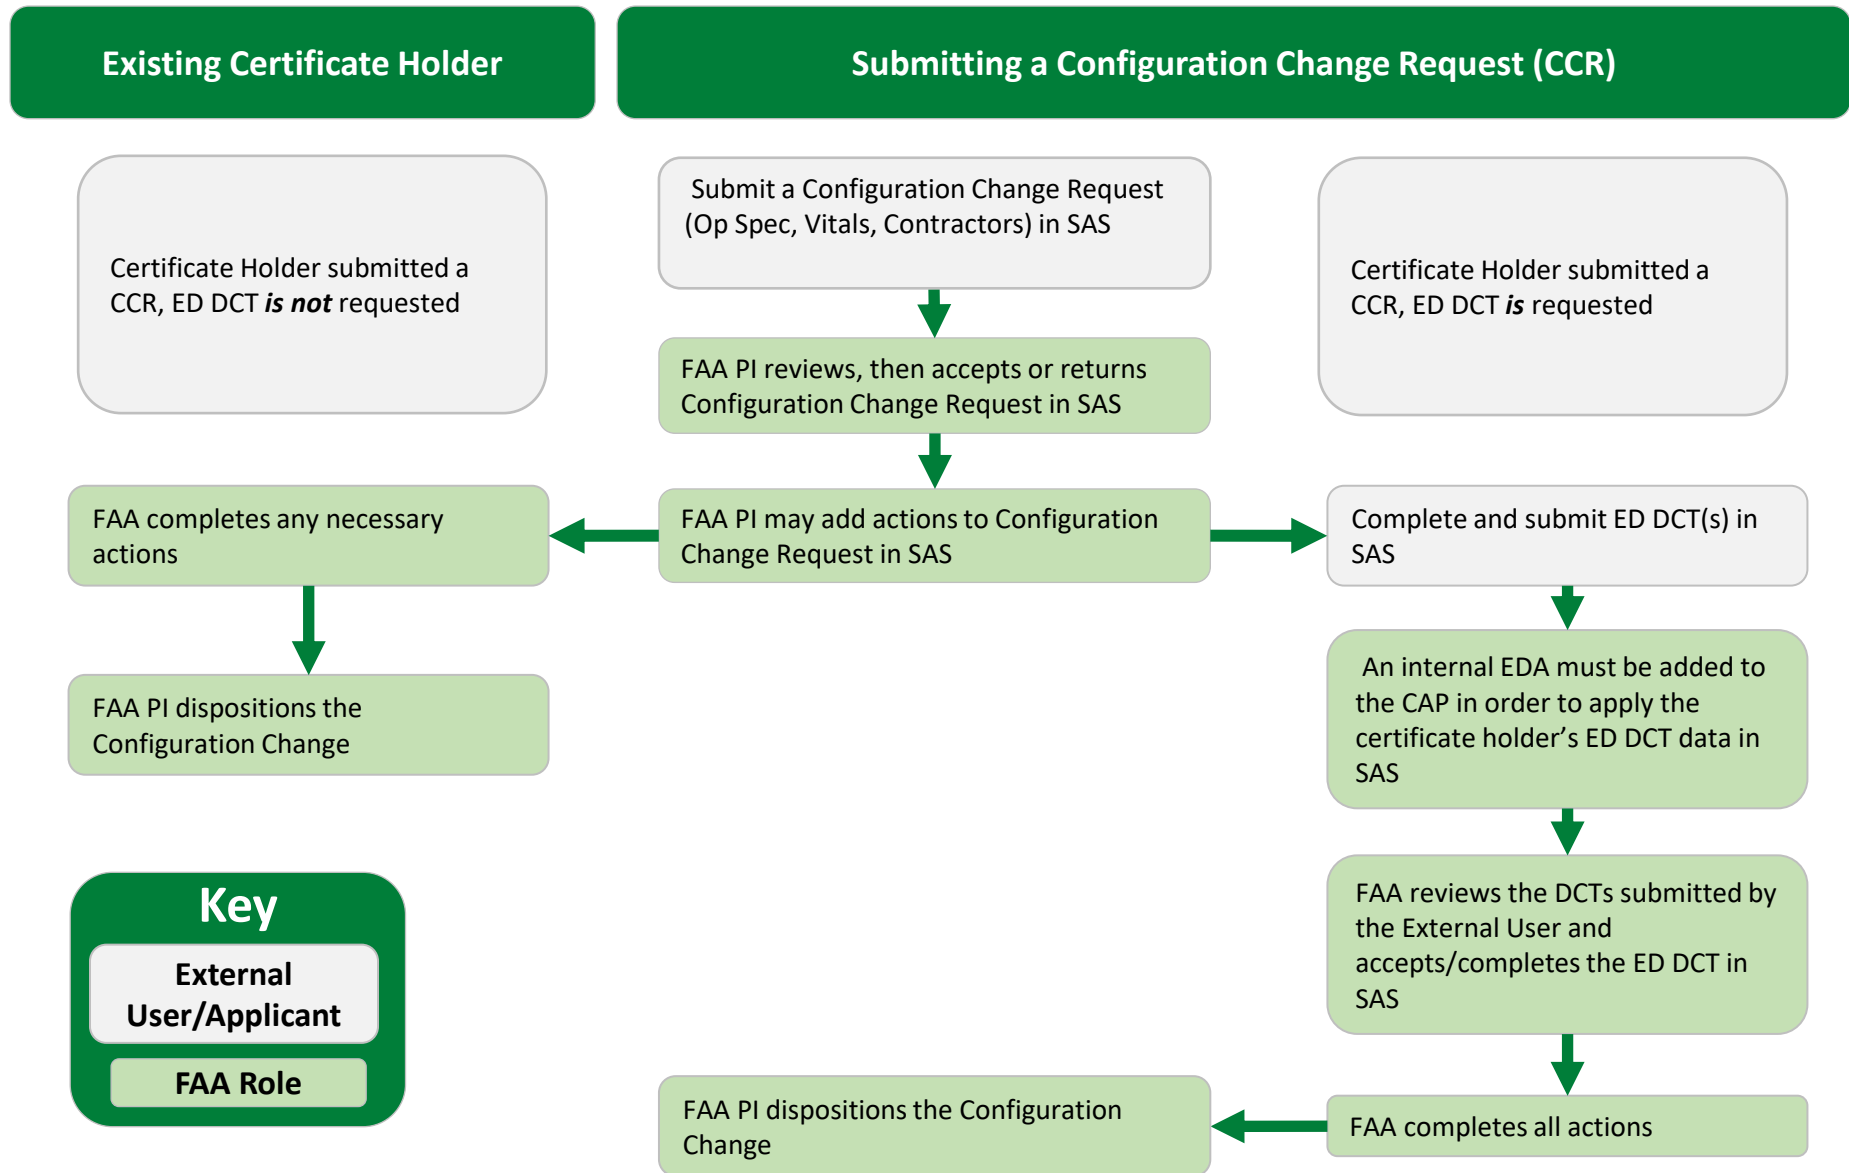 Existing Certificate Holder
Submitting a Configuration Change Request (CCR)
Certificate Holder submitted a
CCR, ED DCT is not requested
Submit a Configuration Change Request
(Op Spec, Vitals, Contractors) in SAS
Certificate Holder submitted a
CCR, ED DCT is requested
FAA PI reviews, then accepts or returns
Configuration Change Request in SAS
FAA completes any necessary
actions
FAA PI may add actions to Configuration
Change Request in SAS
Complete and submit ED DCT(s) in
SAS
An internal EDA must be added to
the CAP in order to apply the
certificate holder’s ED DCT data in
SAS
FAA PI dispositions the
Configuration Change
FAA reviews the DCTs submitted by
the External User and
accepts/completes the ED DCT in
SAS
Key
External
User/Applicant
FAA Role
FAA PI dispositions the Configuration
Change
FAA completes all actions